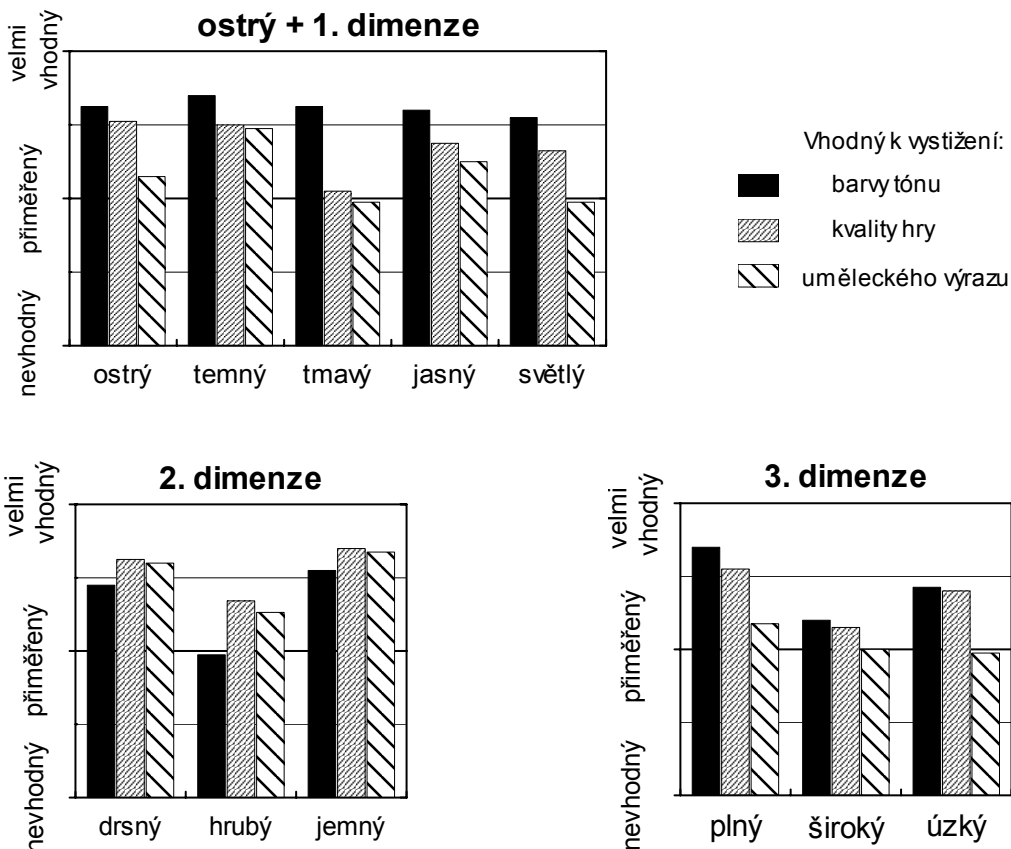 ostrý + 1. dimenze
velmi
vhodný
přiměřený
nevhodný
ostrý temný tmavý jasný světlý
Vhodný k vystižení:
barvy tónu
kvality hry
uměleckého výrazu
2. dimenze
velmi
vhodný
přiměřený
nevhodný
drsný hrubý jemný
3. dimenze
velmi
vhodný
přiměřený
nevhodný
plný široký úzký